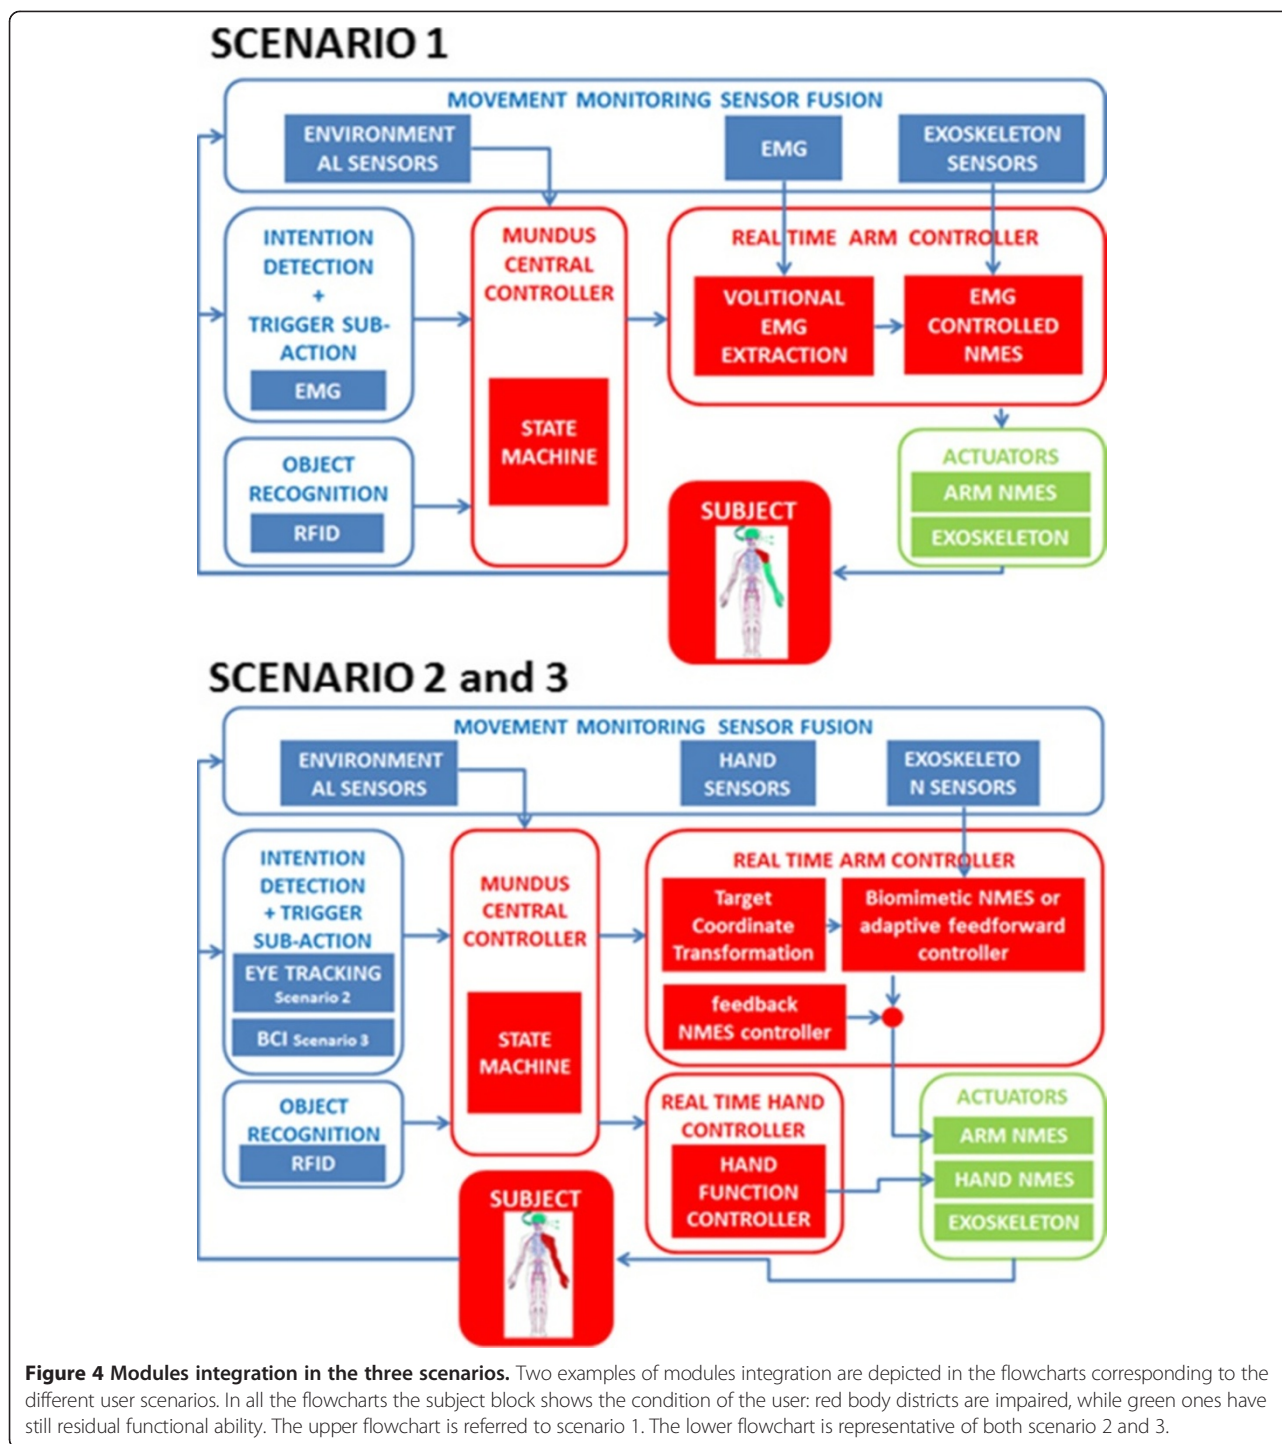 SCENARIO 1
MOVEMENT MONITORING SENSOR FUSION
ENVIRONMENT
AL SENSORS
EMG
EXOSKELETON
SENSORS
INTENTION
DETECTION
+
TRIGGER SUB-
ACTION
EMG
OBJECT
RECOGNITION
RFID
MUNDUS
CENTRAL
CONTROLLER
STATE
MACHINE
REAL TIME ARM CONTROLLER
VOLITIONAL
EMG
EXTRACTION
EMG
CONTROLLED
NMES
ACTUATORS
ARM NMES
EXOSKELETON
SUBJECT
SCENARIO 2 and 3
MOVEMENT MONITORING SENSOR FUSION
ENVIRONMENT
AL SENSORS
HAND
SENSORS
EXOSKELETO
N SENSORS
INTENTION
DETECTION
+ TRIGGER
SUB-ACTION
EYE TRACKING
Scenario 2
BCI Scenario 3
OBJECT
RECOGNITION
RFID
MUNDUS
CENTRAL
CONTROLLER
STATE
MACHINE
REAL TIME ARM CONTROLLER
Target
Coordinate
Transformation
Biomimetic NMES or
adaptive feedforward
controller
feedback
NMES controller
REAL TIME HAND
CONTROLLER
HAND
FUNCTION
CONTROLLER
ACTUATORS
ARM NMES
HAND NMES
EXOSKELETON
SUBJECT
Figure 4 Modules integration in the three scenarios. Two examples of modules integration are depicted in the flowcharts corresponding to the
different user scenarios. In all the flowcharts the subject block shows the condition of the user: red body districts are impaired, while green ones have
still residual functional ability. The upper flowchart is referred to scenario 1. The lower flowchart is representative of both scenario 2 and 3.